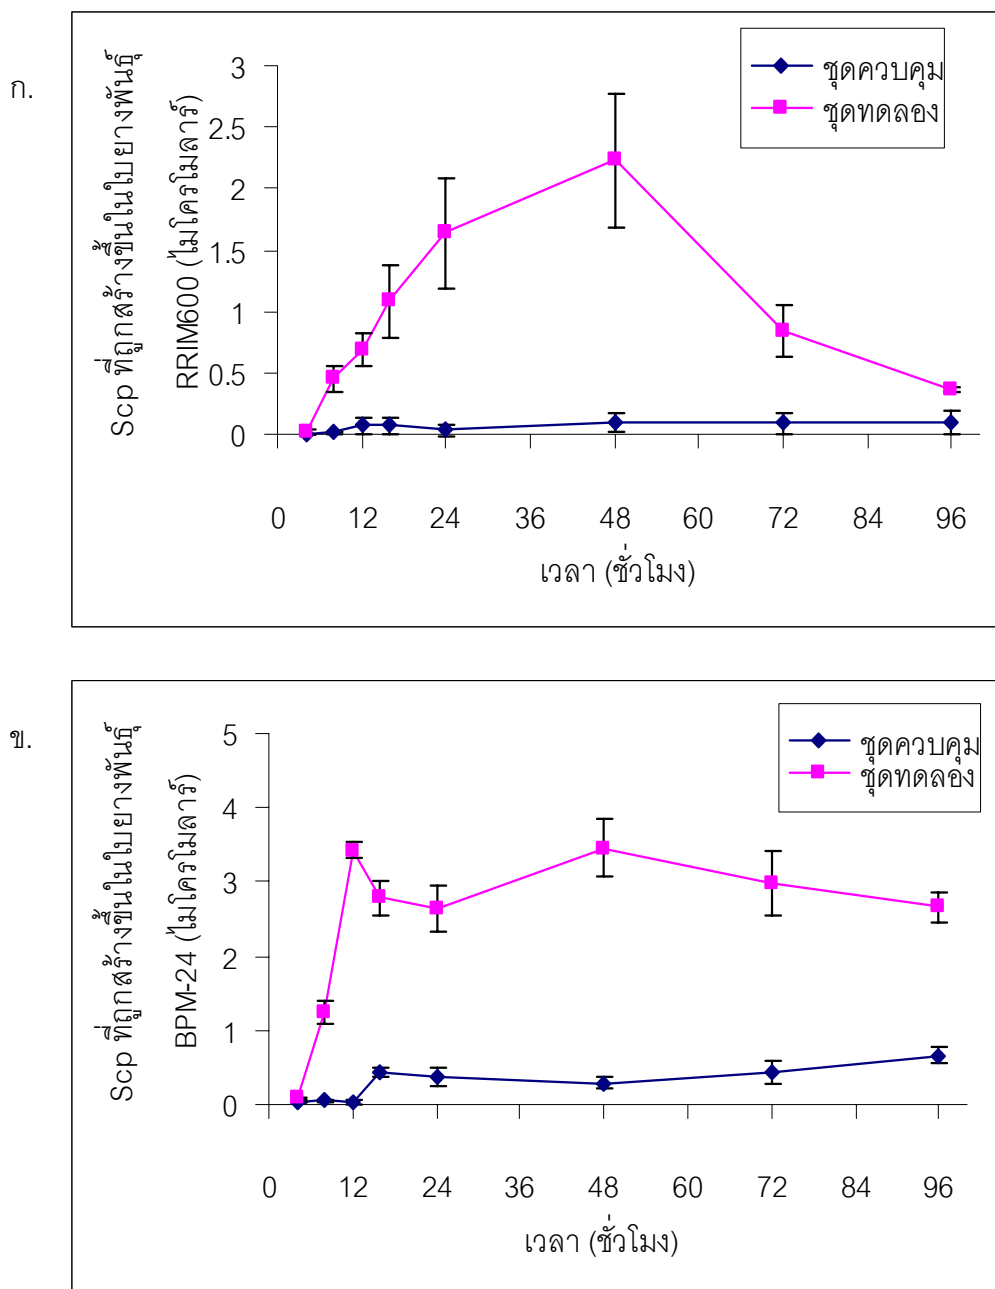 ก.
Scp ที่ถูกสร้างขึ้นในใบยางพันธุ์
RRIM600 (ไมโครโมลาร์)
ชุดควบคุม
ชุดทดลอง
3
2.5
2
1.5
1
0.5
0
0 12 24 36 48 60 72 84 96
เวลา (ชั่วโมง)
ข.
Scp ที่ถูกสร้างขึ้นในใบยางพันธุ์
BPM-24 (ไมโครโมลาร์)
ชุดควบคุม
ชุดทดลอง
5
4
3
2
1
0
0 12 24 36 48 60 72 84 96
เวลา (ชั่วโมง)